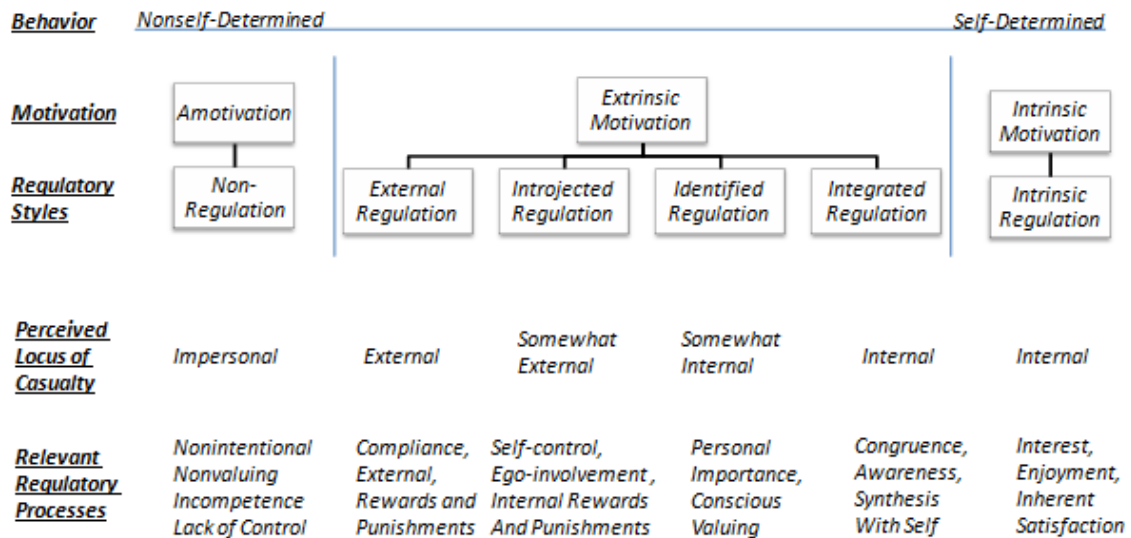 Behavior Nonself-Determined Self-Determined
Motivation Amotivation Extrinsic Motivation Intrinsic Motivation
Regulatory Styles Non-Regulation External Regulation Introjected Regulation Identified Regulation Integrated Regulation Intrinsic Regulation
Perceived Locus of Casualty Impersonal External Somewhat External Somewhat Internal Internal Internal
Relevant Regulatory Processes
Nonintentional
Nonvaluing
Incompetence
Lack of Control
Compliance,
External,
Rewards and
Punishments
Self-control,
Ego-involvement,
Internal Rewards
And Punishments
Personal
Importance,
Conscious
Valuing
Congruence,
Awareness,
Synthesis
With Self
Interest,
Enjoyment,
Inherent
Satisfaction